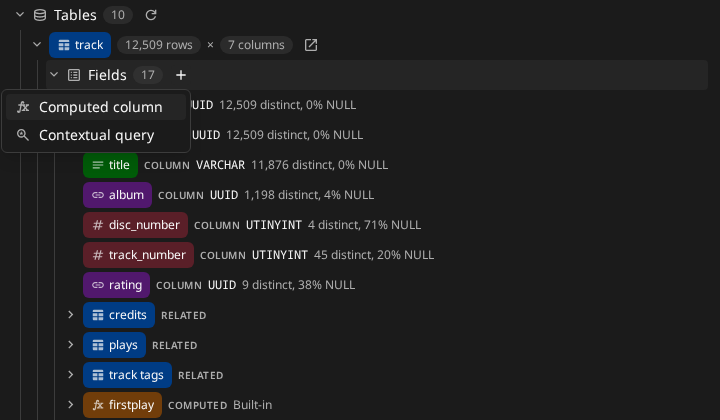 Tables 10
track 12,509 rows × 7 columns
Fields 17 +
Computed column
UUID 12,509 distinct, 0% NULL
Contextual query
UUID 12,509 distinct, 0% NULL
title COLUMN VARCHAR 11,876 distinct, 0% NULL
album COLUMN UUID 1,198 distinct, 4% NULL
# disc_number COLUMN UTINYINT 4 distinct, 71% NULL
# track_number COLUMN UTINYINT 45 distinct, 20% NULL
rating COLUMN UUID 9 distinct, 38% NULL
credits RELATED
plays RELATED
track tags RELATED
fx firstplay COMPUTED Built-in